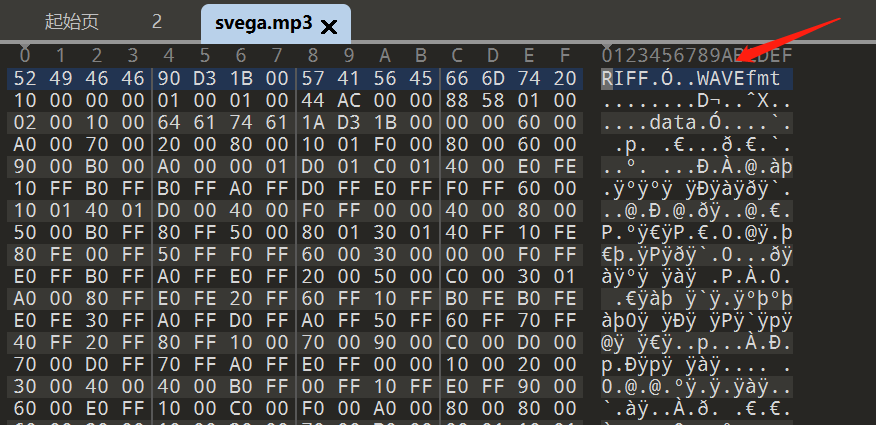 起始页 2 svega.mp3
0 1 2 3 4 5 6 7 8 9 A B C D E F 0123456789AB
52 49 46 46 90 D3 1B 00 57 41 56 45 66 6D 74 20 RIFF.Ó..WAVEfmt
10 00 00 00 01 00 01 00 44 AC 00 00 88 58 01 00 ........D¬..ˆX..
02 00 10 00 64 61 74 61 1A D3 1B 00 00 00 60 00 ....data.Ó....`.
A0 00 70 00 20 00 80 00 10 01 F0 00 80 00 60 00 .p. .€...ð.€.`.
90 00 B0 00 A0 00 00 01 D0 01 C0 01 40 00 E0 FE ..°. ...Ð.À.@.àþ
10 FF B0 FF B0 FF A0 FF D0 FF E0 FF F0 FF 60 00 .ÿ°ÿ°ÿ ÿÐÿàÿðÿ`.
10 01 40 01 D0 00 40 00 F0 FF 00 00 40 00 80 00 ..@.Ð.@.ðÿ..@.€.
50 00 B0 FF 80 FF 50 00 80 01 30 01 40 FF 10 FE P.°ÿ€ÿP.€.0.@ÿ.þ
80 FE 00 00 50 FF F0 FF 60 00 30 00 00 00 F0 FF €þ..Pÿðÿ`.0...ðÿ
E0 FF B0 FF A0 FF E0 FF 20 00 50 00 C0 00 30 01 àÿ°ÿ ÿàÿ .P.À.0.
A0 00 80 FF E0 FE 20 FF 60 FF 10 FF B0 FE B0 FE .€ÿàþ ÿ`ÿ.ÿ°þ°þ
E0 FE 30 FF A0 FF D0 FF A0 FF 50 FF 60 FF 70 FF àþ0ÿ ÿÐÿ ÿPÿ`ÿpÿ
40 FF 20 FF 80 FF 10 00 70 00 90 00 C0 00 D0 00 @ÿ ÿ€ÿ..p...À.Ð.
70 00 D0 FF 70 FF A0 FF E0 FF 00 00 10 00 20 00 p.Ðÿpÿ ÿàÿ.... .
30 00 40 00 40 00 B0 FF 00 FF 10 FF E0 FF 90 00 0.@.@.°ÿ.ÿ.ÿàÿ..
60 00 E0 FF 10 00 C0 00 F0 00 A0 00 80 00 80 00 `.àÿ..À.ð. .€.€.